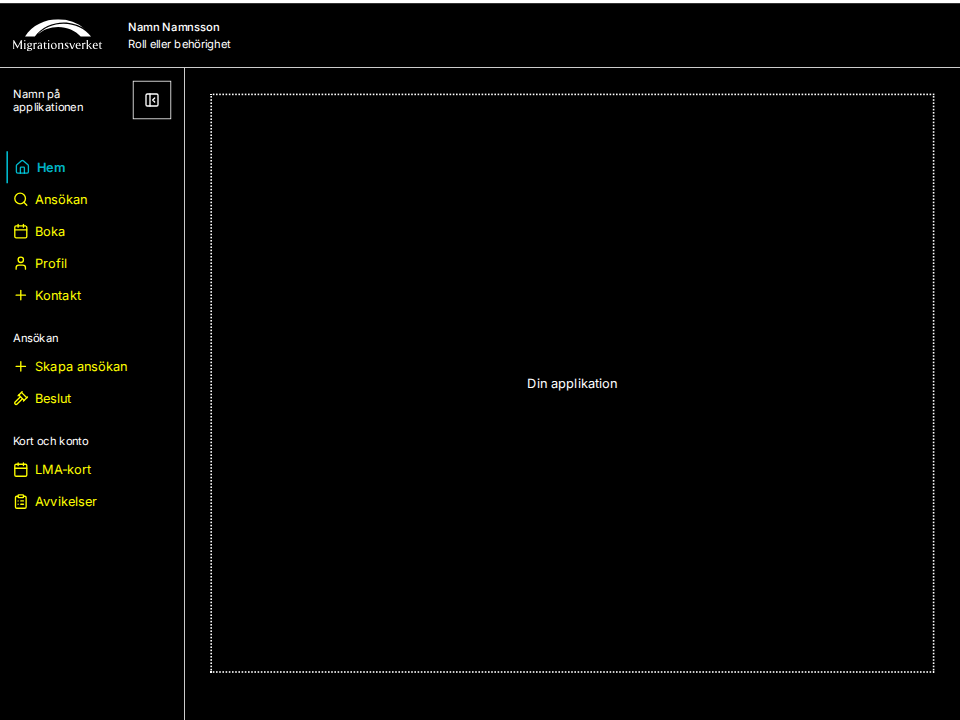 Migrationsverket
Namn Namnsson
Roll eller behörighet
Namn på
applikationen
Hem
Ansökan
Boka
Profil
Kontakt
Ansökan
Skapa ansökan
Beslut
Kort och konto
LMA-kort
Avvikelser
Din applikation